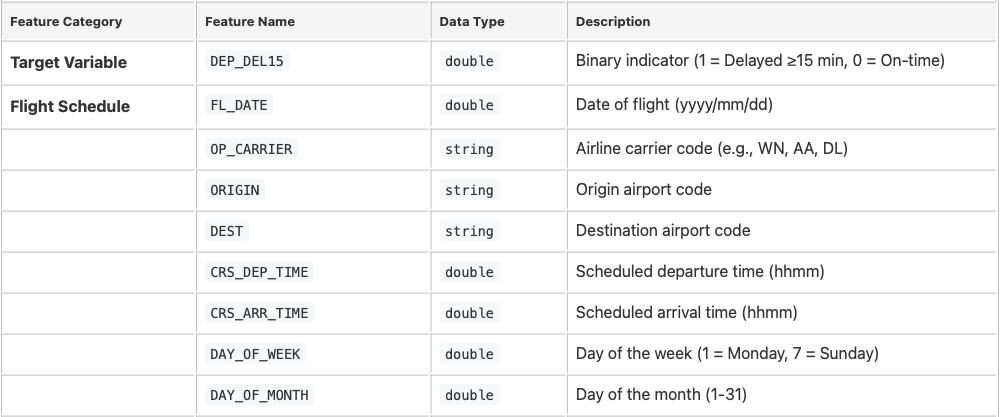 Feature Category Feature Name Data Type Description
Target Variable DEP_DEL15 double Binary indicator (1 = Delayed ≥15 min, 0 = On-time)
Flight Schedule FL_DATE double Date of flight (yyyy/mm/dd)
OP_CARRIER string Airline carrier code (e.g., WN, AA, DL)
ORIGIN string Origin airport code
DEST string Destination airport code
CRS_DEP_TIME double Scheduled departure time (hhmm)
CRS_ARR_TIME double Scheduled arrival time (hhmm)
DAY_OF_WEEK double Day of the week (1 = Monday, 7 = Sunday)
DAY_OF_MONTH double Day of the month (1-31)